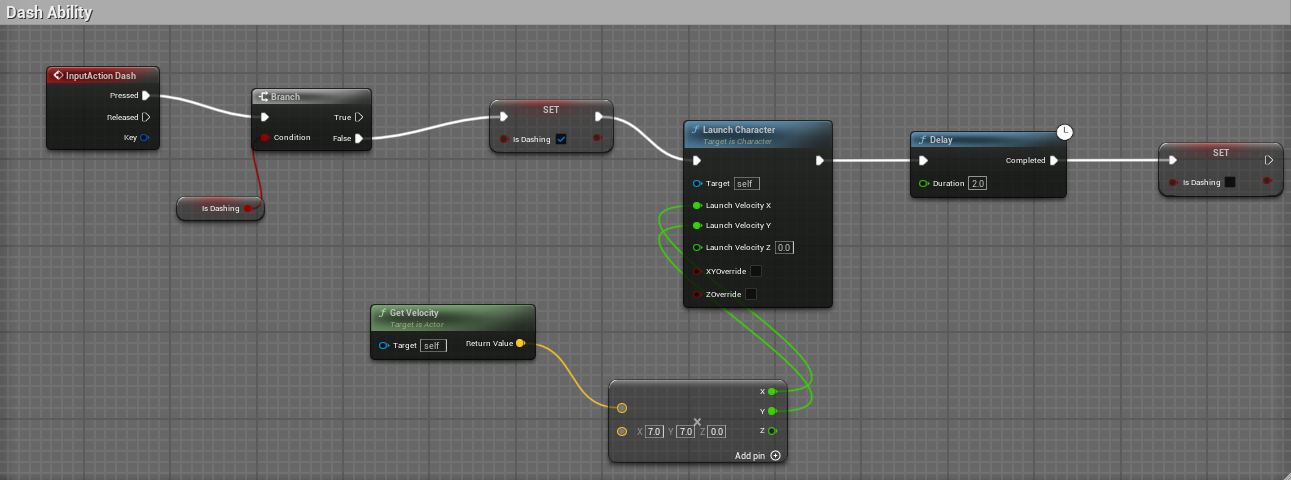 Dash Ability
InputAction Dash
Pressed
Released
Key
Branch
True
Condition
False
Is Dashing
SET
Is Dashing
Launch Character
Target is Character
Target self
Launch Velocity X
Launch Velocity Y
Launch Velocity Z 0.0
XYOverride
ZOverride
Delay
Completed
Duration 2.0
SET
Is Dashing
Get Velocity
Target is Actor
Target self
Return Value
X
Y
X 7.0 Y 7.0 Z 0.0
Z
Add pin